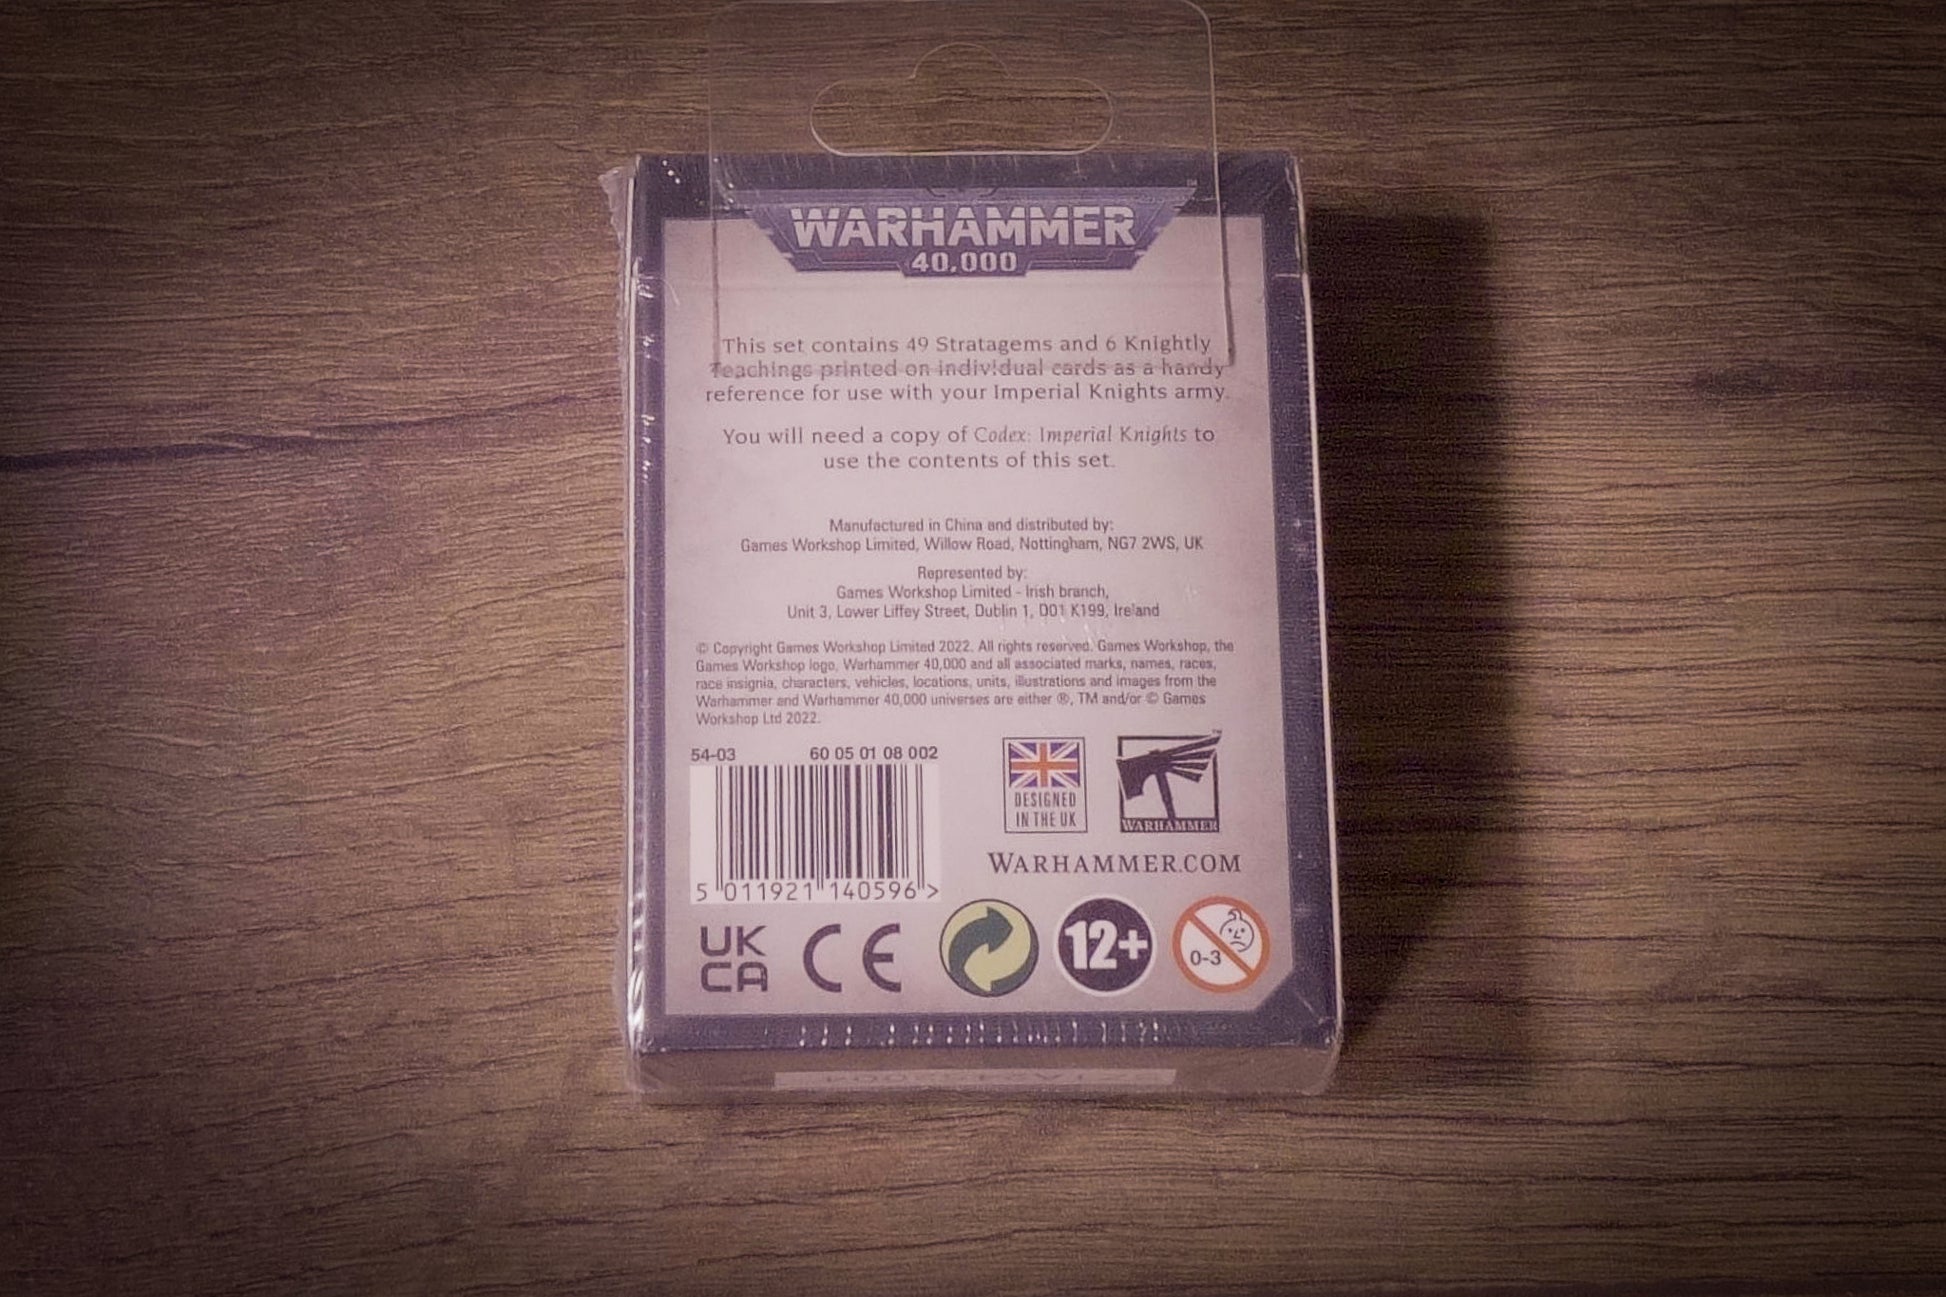 WARHAMMER
40,000
This set contains 49 Stratagems and 6 Knightly
Teachings printed on individual cards as a handy
reference for use with your Imperial Knights army.
You will need a copy of Codex: Imperial Knights to
use the contents of this set.
Manufactured in China and distributed by:
Games Workshop Limited, Willow Road, Nottingham, NG7 2WS, UK
Represented by:
Games Workshop Limited - Irish branch,
Unit 3, Lower Liffey Street, Dublin 1, D01 K199, Ireland
© Copyright Games Workshop Limited 2022. All rights reserved. Games Workshop, the
Games Workshop logo, Warhammer 40,000 and all associated marks, names, races,
race insignia, characters, vehicles, locations, units, illustrations and images from the
Warhammer and Warhammer 40,000 universes are either ®, TM and/or © Games
Workshop Ltd 2022.
54-03 60 05 01 08 002
5 011921 140596 >
DESIGNED
IN THE UK
WARHAMMER
TM
WARHAMMER.COM
UK
CA
CE
12+
0-3